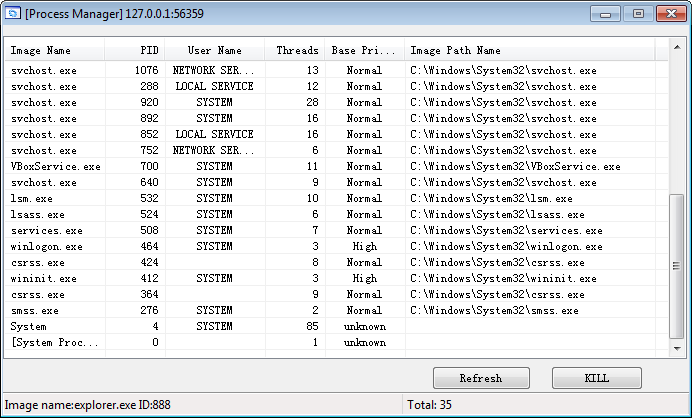 [Process Manager] 127.0.0.1:56359
Image Name PID User Name Threads Base Pri... Image Path Name
svchost.exe 1076 NETWORK SER... 13 Normal C:\Windows\System32\svchost.exe
svchost.exe 288 LOCAL SERVICE 12 Normal C:\Windows\System32\svchost.exe
svchost.exe 920 SYSTEM 28 Normal C:\Windows\System32\svchost.exe
svchost.exe 892 SYSTEM 16 Normal C:\Windows\System32\svchost.exe
svchost.exe 852 LOCAL SERVICE 16 Normal C:\Windows\System32\svchost.exe
svchost.exe 752 NETWORK SER... 6 Normal C:\Windows\System32\svchost.exe
VBoxService.exe 700 SYSTEM 11 Normal C:\Windows\System32\VBoxService.exe
svchost.exe 640 SYSTEM 9 Normal C:\Windows\System32\svchost.exe
lsm.exe 532 SYSTEM 10 Normal C:\Windows\System32\lsm.exe
lsass.exe 524 SYSTEM 6 Normal C:\Windows\System32\lsass.exe
services.exe 508 SYSTEM 7 Normal C:\Windows\System32\services.exe
winlogon.exe 464 SYSTEM 3 High C:\Windows\System32\winlogon.exe
csrss.exe 424 8 Normal C:\Windows\System32\csrss.exe
wininit.exe 412 SYSTEM 3 High C:\Windows\System32\wininit.exe
csrss.exe 364 9 Normal C:\Windows\System32\csrss.exe
smss.exe 276 SYSTEM 2 Normal C:\Windows\System32\smss.exe
System 4 SYSTEM 85 unknown
[System Proc... 0 1 unknown
Refresh KILL
Image name:explorer.exe ID:888 Total: 35